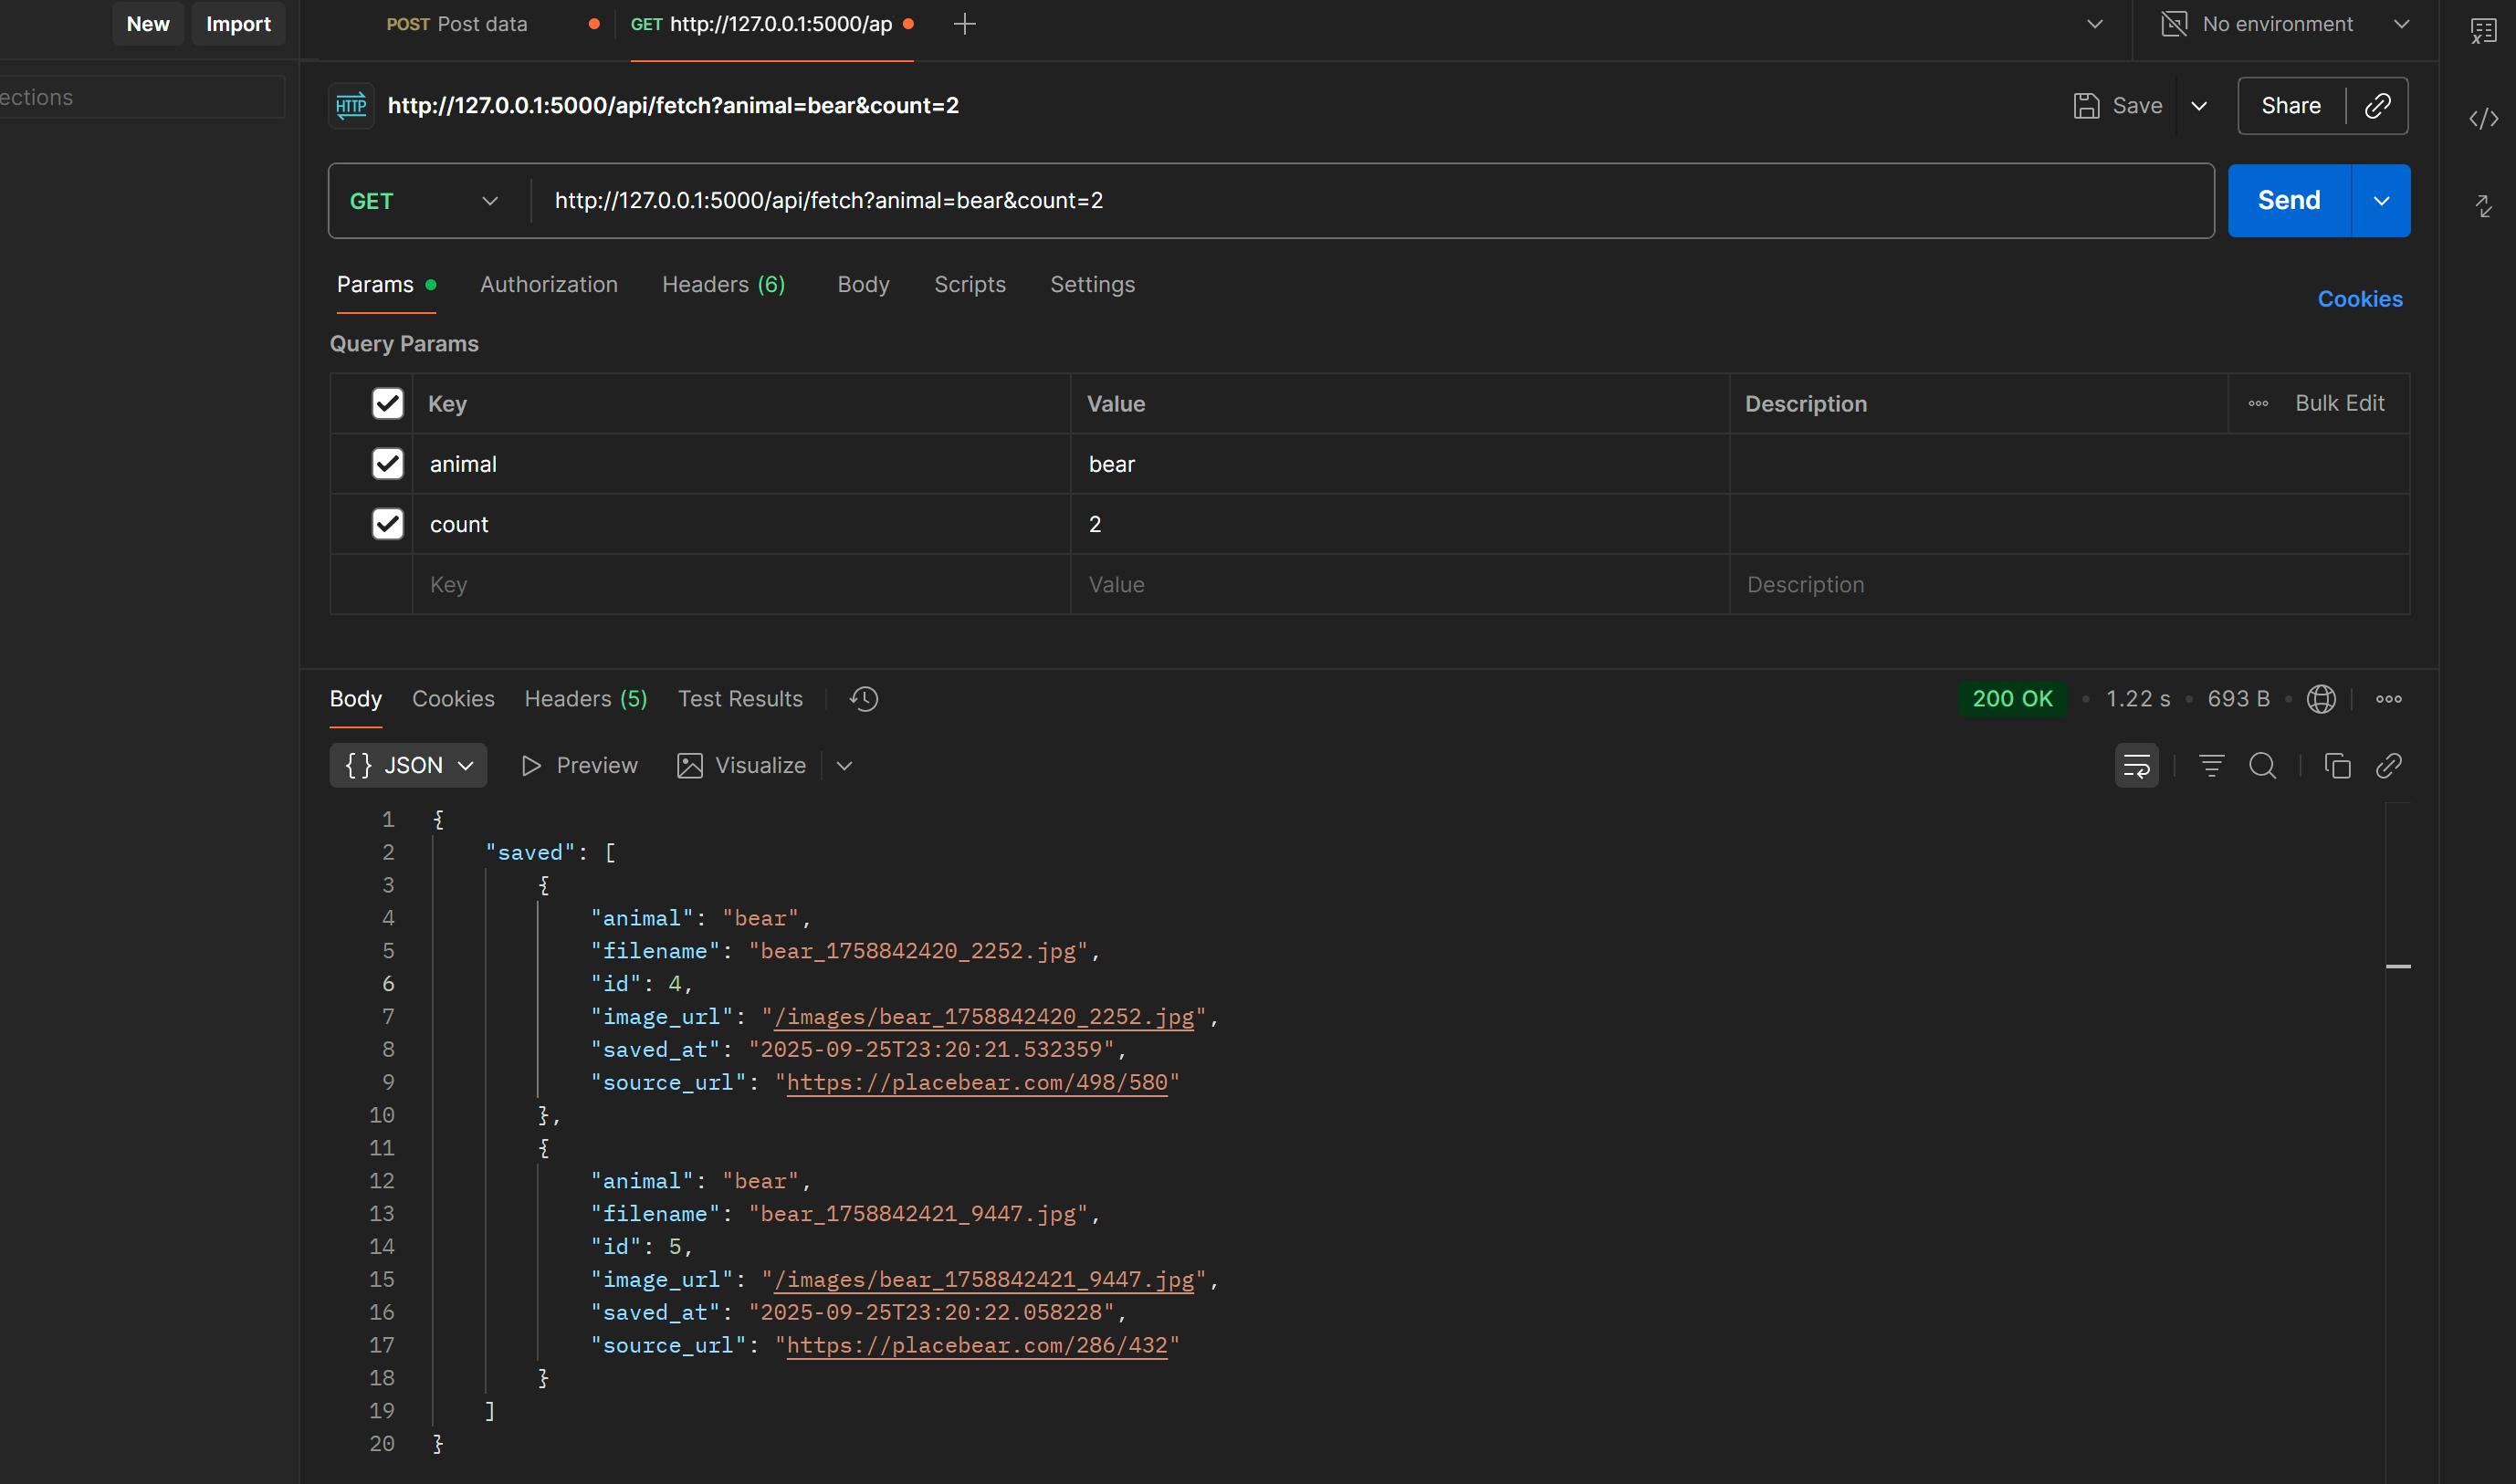 New Import POST Post data GET http://127.0.0.1:5000/ap No environment
ections
HTTP http://127.0.0.1:5000/api/fetch?animal=bear&count=2 Save Share
GET http://127.0.0.1:5000/api/fetch?animal=bear&count=2 Send
Params Authorization Headers (6) Body Scripts Settings Cookies
Query Params
Key Value Description Bulk Edit
animal bear
count 2
Key Value Description
Body Cookies Headers (5) Test Results 200 OK 1.22 s 693 B
{} JSON Preview Visualize
1 {
2 "saved": [
3 {
4 "animal": "bear",
5 "filename": "bear_1758842420_2252.jpg",
6 "id": 4,
7 "image_url": "/images/bear_1758842420_2252.jpg",
8 "saved_at": "2025-09-25T23:20:21.532359",
9 "source_url": "https://placebear.com/498/580"
10 },
11 {
12 "animal": "bear",
13 "filename": "bear_1758842421_9447.jpg",
14 "id": 5,
15 "image_url": "/images/bear_1758842421_9447.jpg",
16 "saved_at": "2025-09-25T23:20:22.058228",
17 "source_url": "https://placebear.com/286/432"
18 }
19 ]
20 }